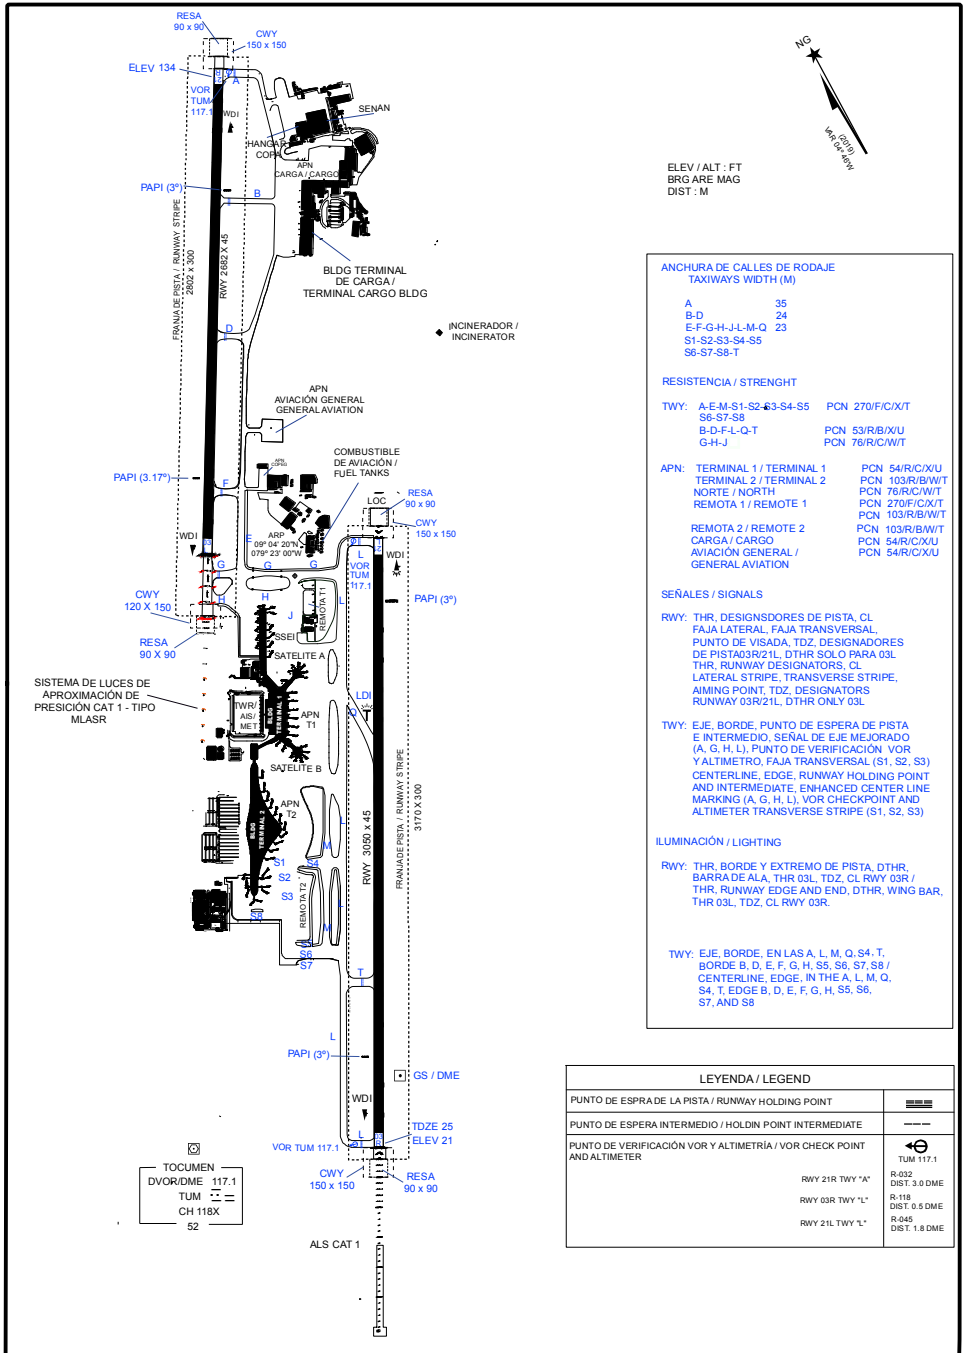 RESA
90 x 90
CWY
150 x 150
ELEV 134
VOR
TUM
117.1
A
WDI
NG
VAR 04° 46'W
(2019)
SENAN
HANGAR
COPA
APN
CARGA / CARGO
ELEV / ALT : FT
BRG ARE MAG
DIST : M
PAPI (3º)
B
FRANJA DE PISTA / RUNWAY STRIPE
2802 x 300
RWY 2682 X 45
BLDG TERMINAL
DE CARGA /
TERMINAL CARGO BLDG
D
INCINERADOR /
INCINERATOR
APN
AVIACIÓN GENERAL
GENERAL AVIATION
COMBUSTIBLE
DE AVIACIÓN /
FUEL TANKS
APN
COPEG
PAPI (3.17º)
F
LOC
RESA
90 x 90
CWY
150 x 150
WDI
03
E
ARP
09º 04' 20"N
079º 23' 00"W
L
VOR
TUM
117.1
WDI
G
G
G
H
H
J
L
REMOTA T1
PAPI (3º)
CWY
120 X 150
RESA
90 X 90
SSEI
SATELITE A
SISTEMA DE LUCES DE
APROXIMACIÓN DE
PRESICIÓN CAT 1 - TIPO
MLASR
TWR/
AIS/
MET
BLDG
TERMINAL 1
APN
T1
LDI
Q
SATELITE B
APN
T2
BLDG
TERMINAL 2
L
M
RWY 3050 x 45
FRANJA DE PISTA / RUNWAY STRIPE
3170 X 300
S1
S4
S2
S3
REMOTA T2
L
M
S8
S5
S6
S7
T
L
PAPI (3º)
GS / DME
WDI
TDZE 25
ELEV 21
L
VOR TUM 117.1
CWY
150 x 150
RESA
90 x 90
ALS CAT 1
TOCUMEN
DVOR/DME 117.1
TUM
CH 118X
52
ANCHURA DE CALLES DE RODAJE
TAXIWAYS WIDTH (M)
A 35
B-D 24
E-F-G-H-J-L-M-Q 23
S1-S2-S3-S4-S5
S6-S7-S8-T
RESISTENCIA / STRENGHT
TWY: A-E-M-S1-S2-S3-S4-S5 PCN 270/F/C/X/T
S6-S7-S8
B-D-F-L-Q-T PCN 53/R/B/X/U
G-H-J PCN 76/R/C/W/T
APN: TERMINAL 1 / TERMINAL 1 PCN 54/R/C/X/U
TERMINAL 2 / TERMINAL 2 PCN 103/R/B/W/T
NORTE / NORTH PCN 76/R/C/W/T
REMOTA 1 / REMOTE 1 PCN 270/F/C/X/T
PCN 103/R/B/W/T
REMOTA 2 / REMOTE 2 PCN 103/R/B/W/T
CARGA / CARGO PCN 54/R/C/X/U
AVIACIÓN GENERAL / PCN 54/R/C/X/U
GENERAL AVIATION
SEÑALES / SIGNALS
RWY: THR, DESIGNSDORES DE PISTA, CL
FAJA LATERAL, FAJA TRANSVERSAL,
PUNTO DE VISADA, TDZ, DESIGNADORES
DE PISTA03R/21L, DTHR SOLO PARA 03L
THR, RUNWAY DESIGNATORS, CL
LATERAL STRIPE, TRANSVERSE STRIPE,
AIMING POINT, TDZ, DESIGNATORS
RUNWAY 03R/21L, DTHR ONLY 03L
TWY: EJE, BORDE, PUNTO DE ESPERA DE PISTA
E INTERMEDIO, SEÑAL DE EJE MEJORADO
(A, G, H, L), PUNTO DE VERIFICACIÓN VOR
Y ALTIMETRO, FAJA TRANSVERSAL (S1, S2, S3)
CENTERLINE, EDGE, RUNWAY HOLDING POINT
AND INTERMEDIATE, ENHANCED CENTER LINE
MARKING (A, G, H, L), VOR CHECKPOINT AND
ALTIMETER TRANSVERSE STRIPE (S1, S2, S3)
ILUMINACIÓN / LIGHTING
RWY: THR, BORDE Y EXTREMO DE PISTA, DTHR,
BARRA DE ALA, THR 03L, TDZ, CL RWY 03R /
THR, RUNWAY EDGE AND END, DTHR, WING BAR,
THR 03L, TDZ, CL RWY 03R.
TWY: EJE, BORDE, EN LAS A, L, M, Q, S4, T,
BORDE B, D, E, F, G, H, S5, S6, S7, S8 /
CENTERLINE, EDGE, IN THE A, L, M, Q,
S4, T, EDGE B, D, E, F, G, H, S5, S6,
S7, AND S8
LEYENDA / LEGEND
PUNTO DE ESPRA DE LA PISTA / RUNWAY HOLDING POINT
PUNTO DE ESPERA INTERMEDIO / HOLDIN POINT INTERMEDIATE
PUNTO DE VERIFICACIÓN VOR Y ALTIMETRÍA / VOR CHECK POINT
AND ALTIMETER
TUM 117.1
RWY 21R TWY "A" R-032
DIST. 3.0 DME
RWY 03R TWY "L" R-118
DIST. 0.5 DME
RWY 21L TWY "L" R-045
DIST. 1.8 DME